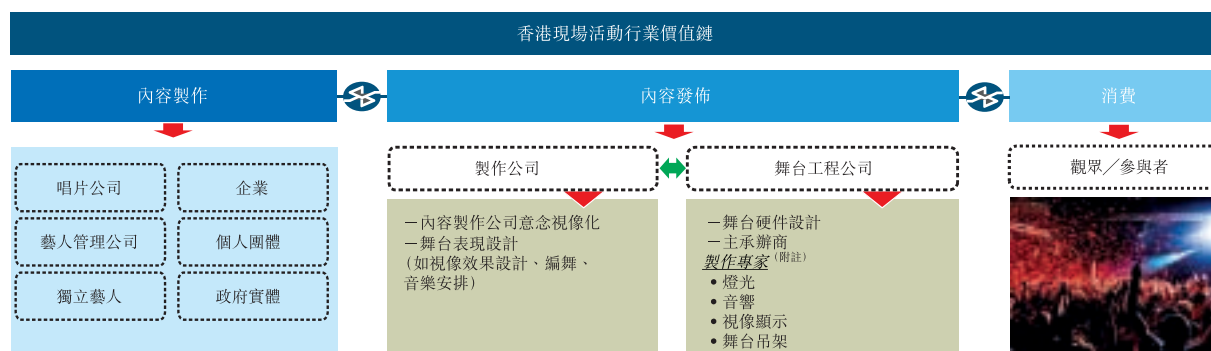 香港現場活動行業價值鏈
內容製作
內容發佈
消費
唱片公司
企業
藝人管理公司
個人團體
獨立藝人
政府實體
製作公司
－內容製作公司意念視像化
－舞台表現設計
(如視像效果設計、編舞、
音樂安排)
舞台工程公司
－舞台硬件設計
－主承辦商
製作專家(附註)
•燈光
•音響
•視像顯示
•舞台吊架
觀眾／參與者